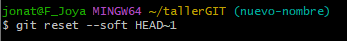 jonat@F_Joya MINGW64 ~/tallerGIT (nuevo-nombre)
$ git reset --soft HEAD~1